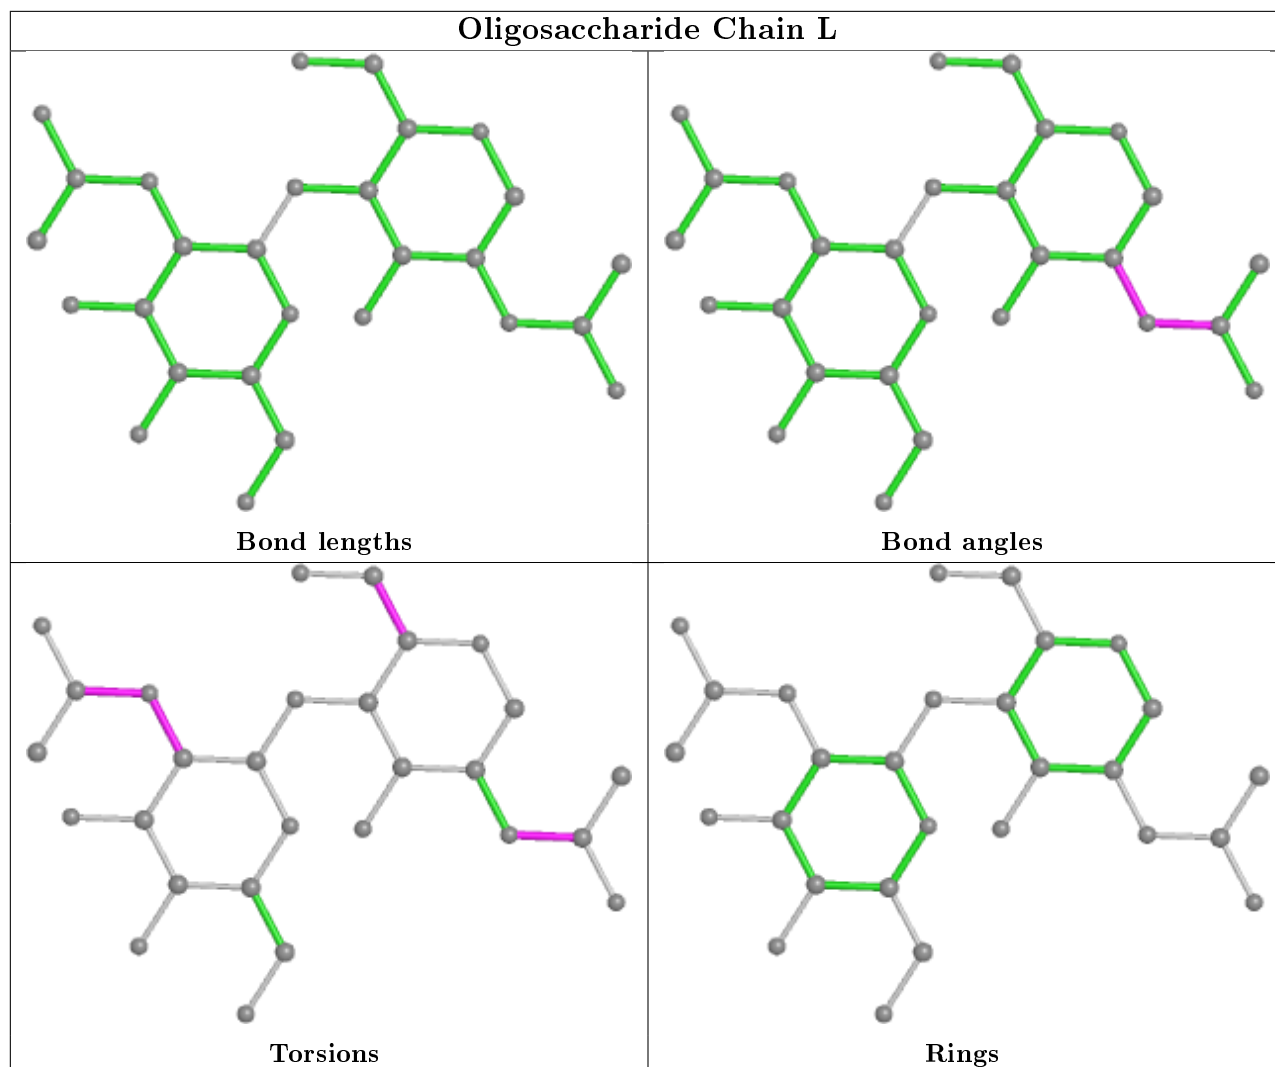 Oligosaccharide Chain L
Bond lengths
Bond angles
Torsions
Rings